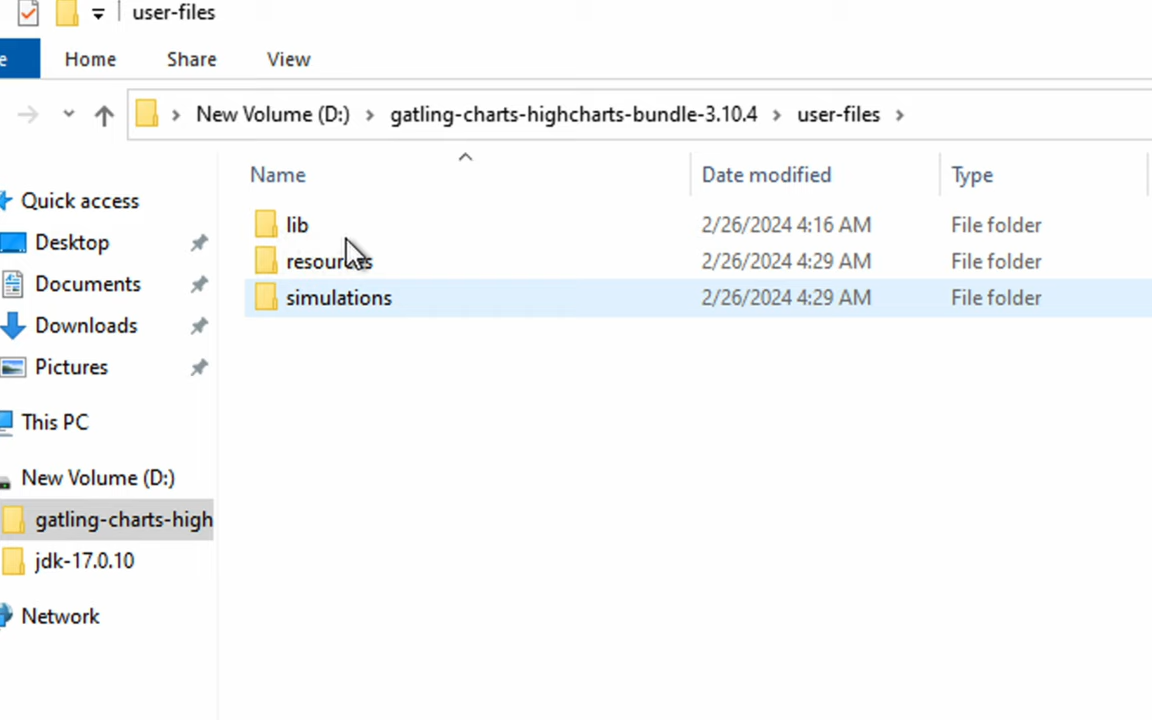 user-files
Home Share View
New Volume (D:) gatling-charts-highcharts-bundle-3.10.4 user-files
Name Date modified Type
Quick access
Desktop
Documents
Downloads
Pictures
This PC
New Volume (D:)
gatling-charts-high
jdk-17.0.10
Network
lib 2/26/2024 4:16 AM File folder
resources 2/26/2024 4:29 AM File folder
simulations 2/26/2024 4:29 AM File folder